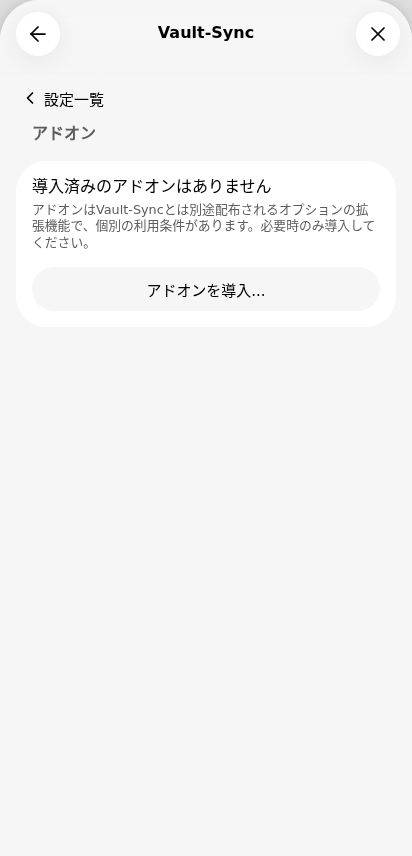 Vault-Sync
設定一覧
アドオン
導入済みのアドオンはありません
アドオンはVault-Syncとは別途配布されるオプションの拡
張機能で、個別の利用条件があります。必要時のみ導入して
ください。
アドオンを導入...